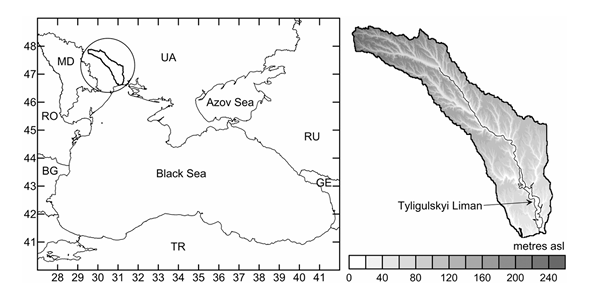 48
47
46
45
44
43
42
41
UA
MD
Azov Sea
RO
RU
BG
Black Sea
GE
TR
28 29 30 31 32 33 34 35 36 37 38 39 40 41
Tyligulskyi Liman
metres asl
0 40 80 120 160 200 240